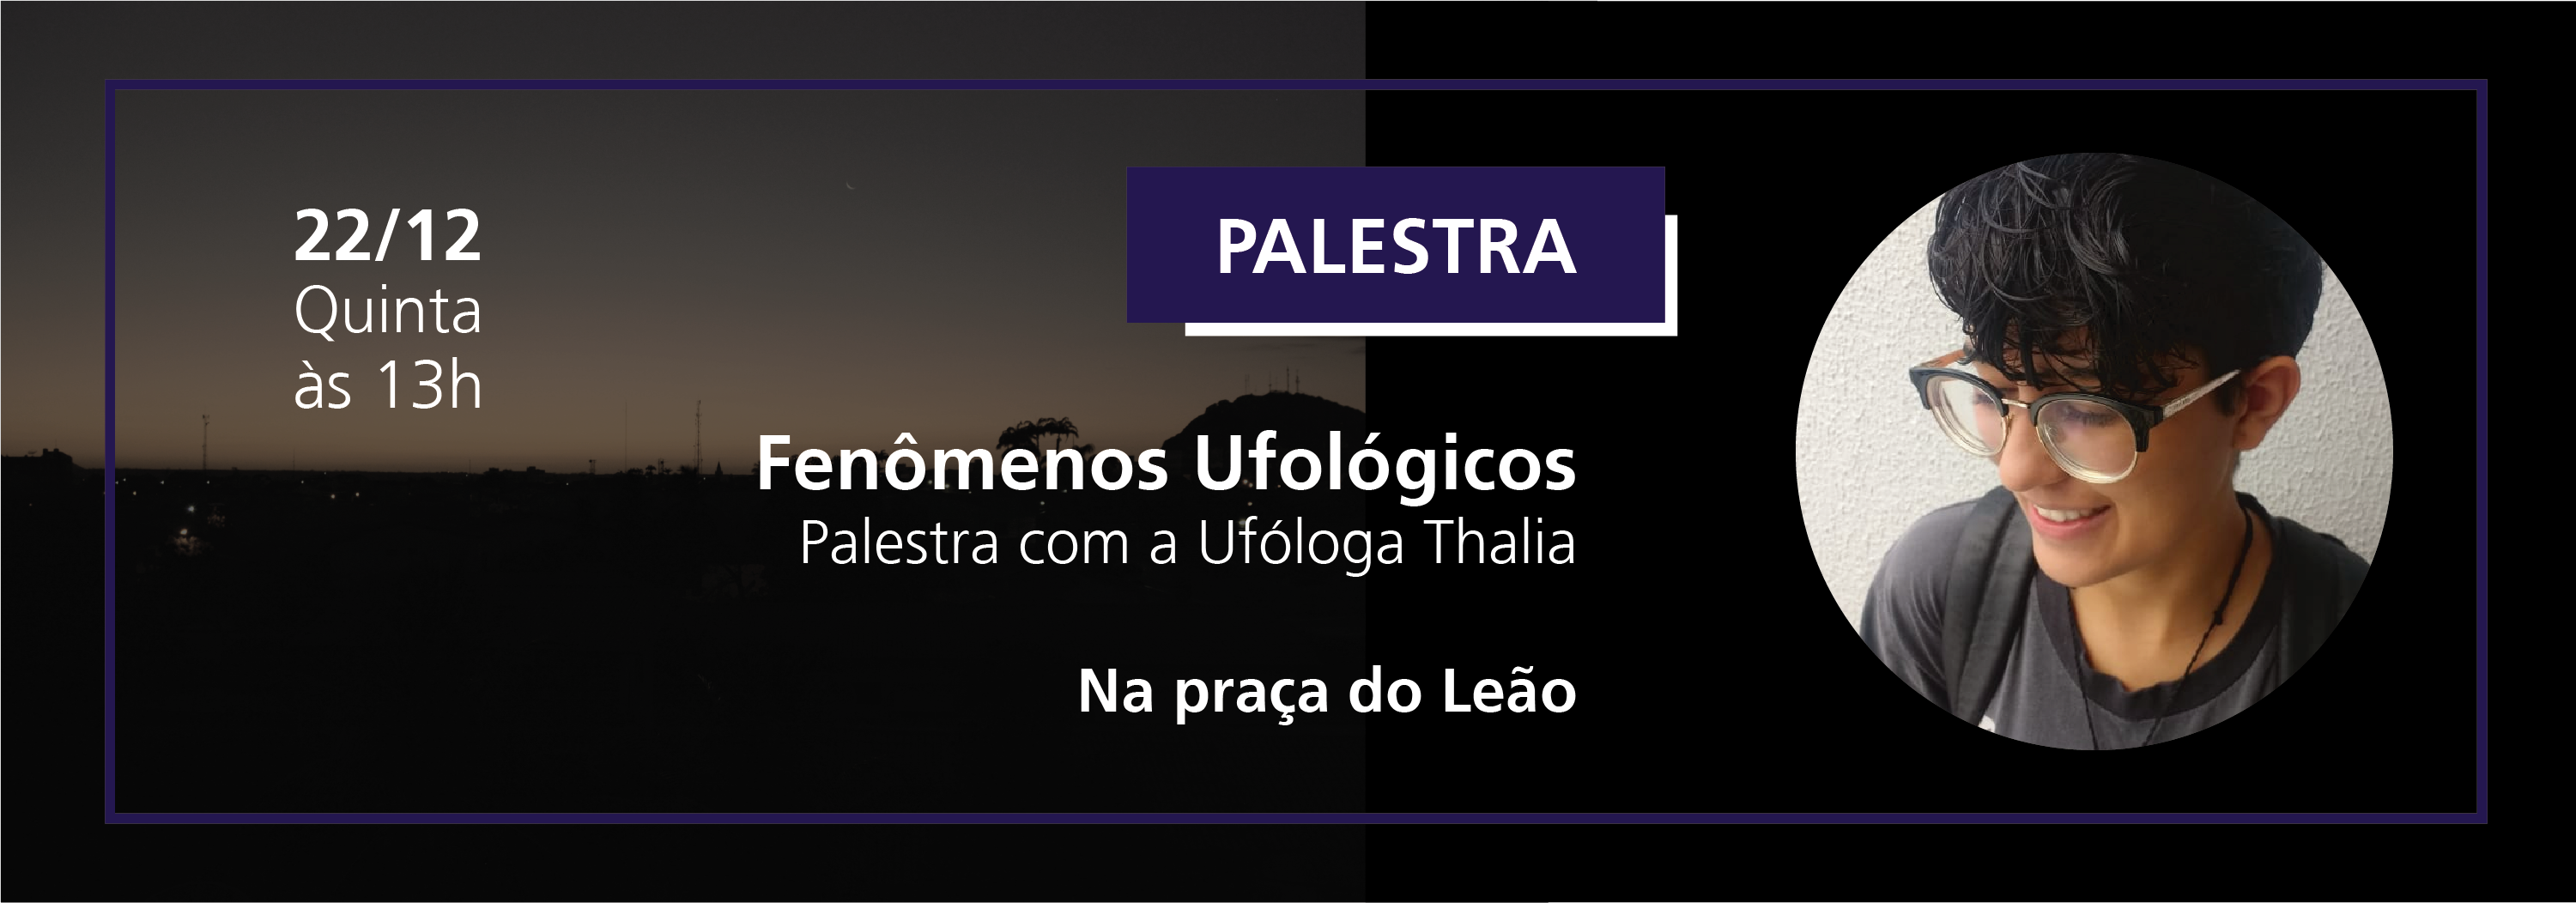 22/12
Quinta
às 13h
PALESTRA
Fenômenos Ufológicos
Palestra com a Ufóloga Thalia
Na praça do Leão